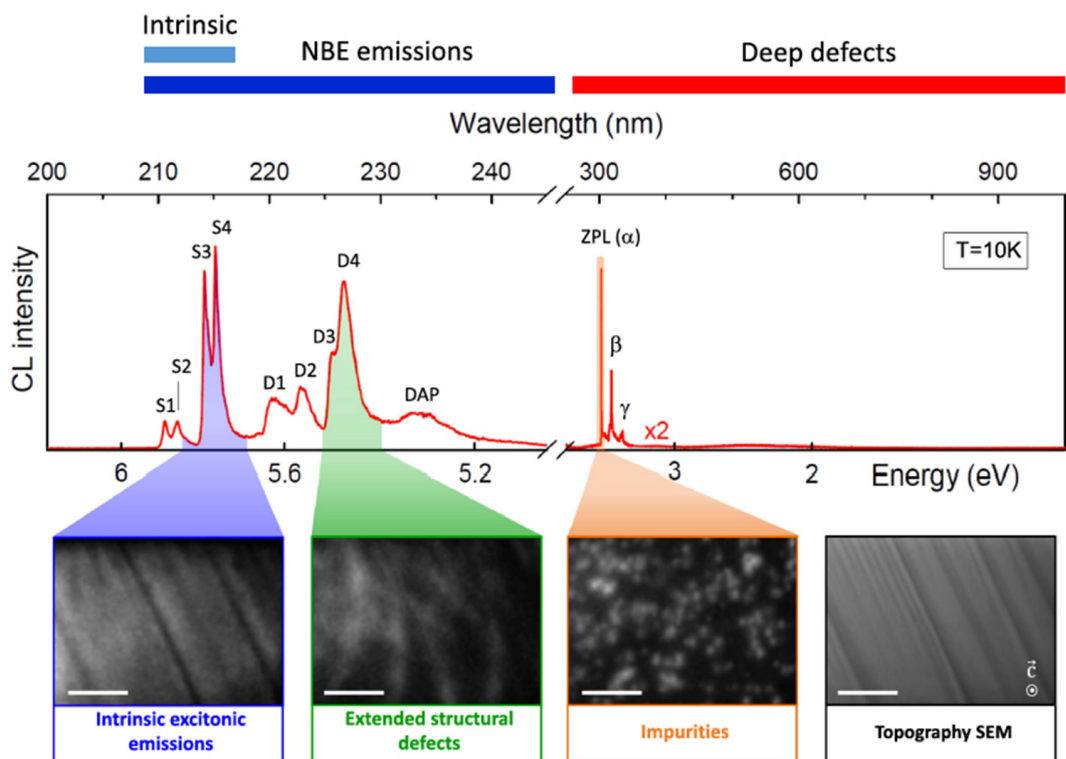 Intrinsic
NBE emissions
Deep defects
Wavelength (nm)
200 210 220 230 240 300 600 900
CL intensity
S1
S2
S3
S4
D1
D2
D3
D4
DAP
ZPL (α)
β
γ
x2
T=10K
6 5.6 5.2 3 2 Energy (eV)
c
Intrinsic excitonic
emissions
Extended structural
defects
Impurities
Topography SEM